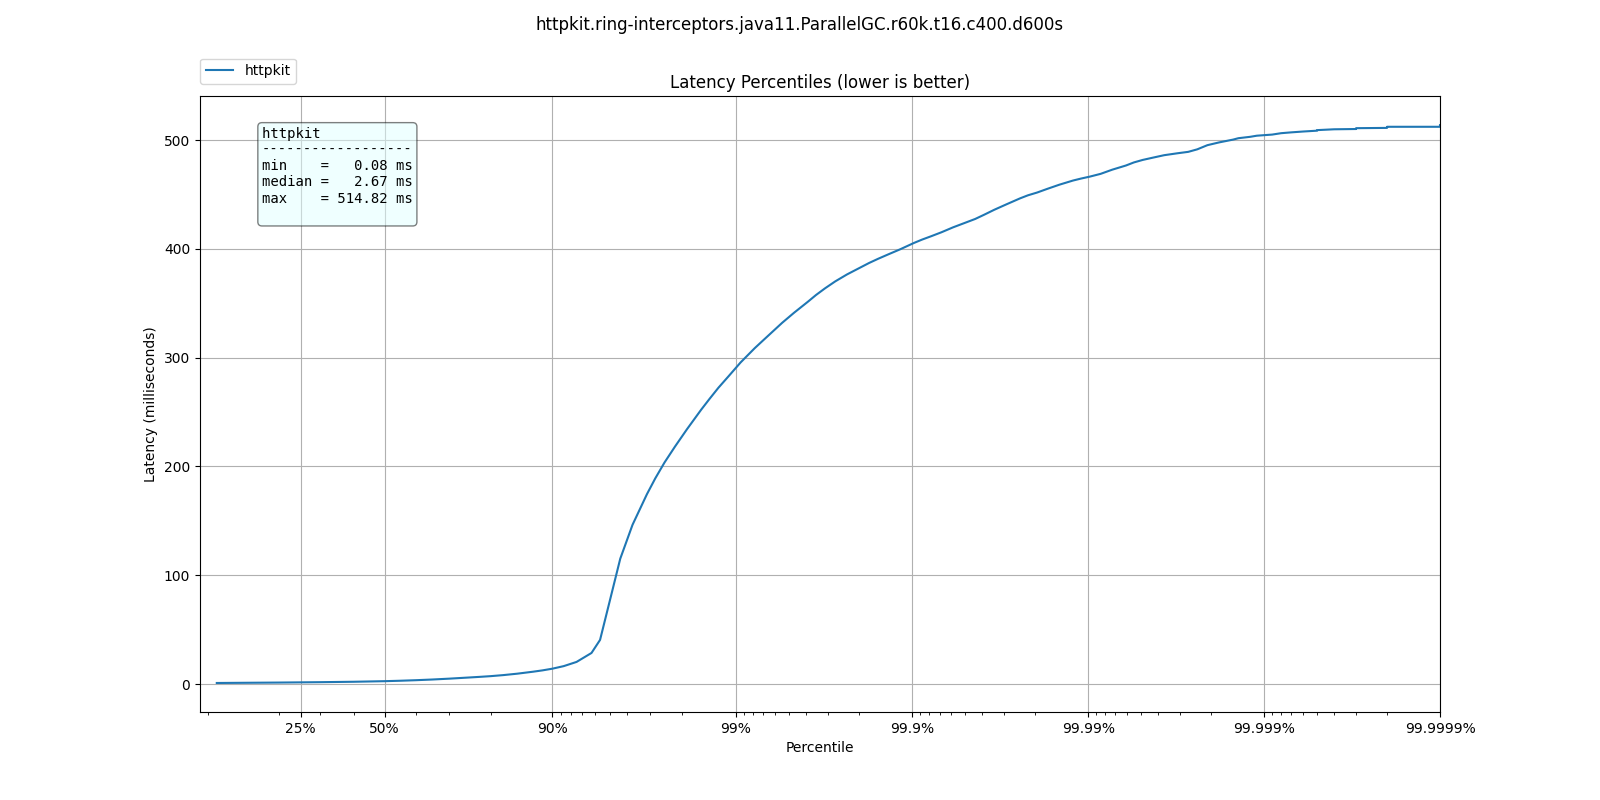 httpkit.ring-interceptors.java11.ParallelGC.r60k.t16.c400.d600s
httpkit
Latency Percentiles (lower is better)
httpkit
------------------
min    =   0.08 ms
median =   2.67 ms
max    = 514.82 ms
500
400
300
200
100
0
Latency (milliseconds)
25% 50% 90% 99% 99.9% 99.99% 99.999% 99.9999%
Percentile